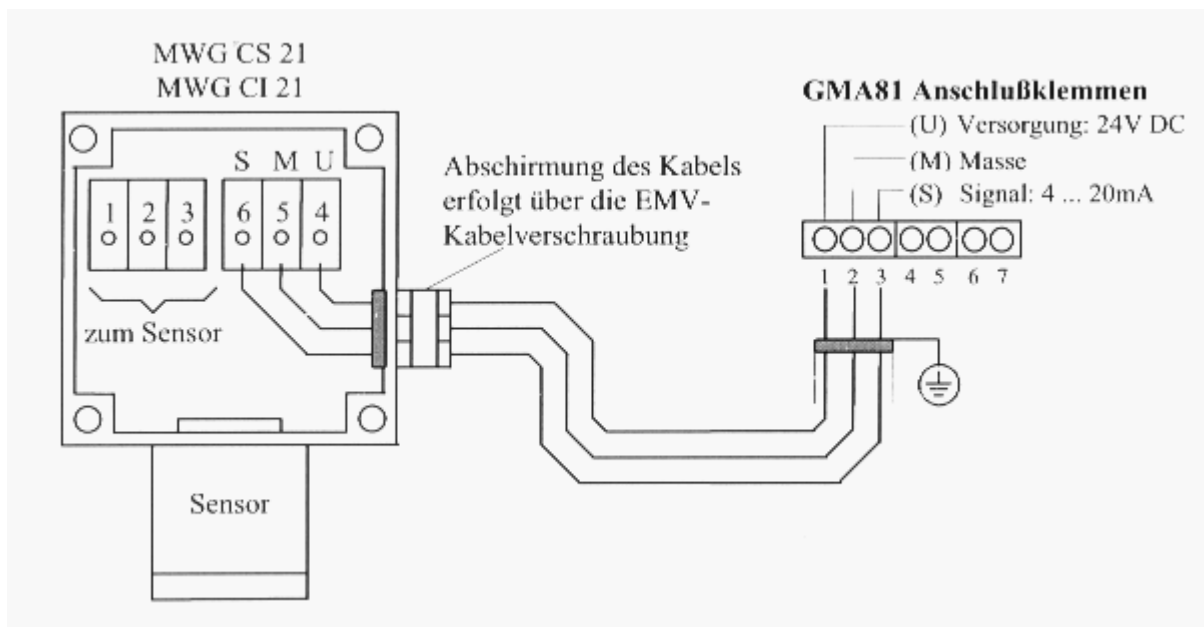 MWG CS 21
MWG CI 21
S M U
1 2 3 6 5 4
zum Sensor
Sensor
Abschirmung des Kabels
erfolgt über die EMV-
Kabelverschraubung
GMA81 Anschlußklemmen
(U) Versorgung: 24V DC
(M) Masse
(S) Signal: 4 ... 20mA
1 2 3 4 5 6 7